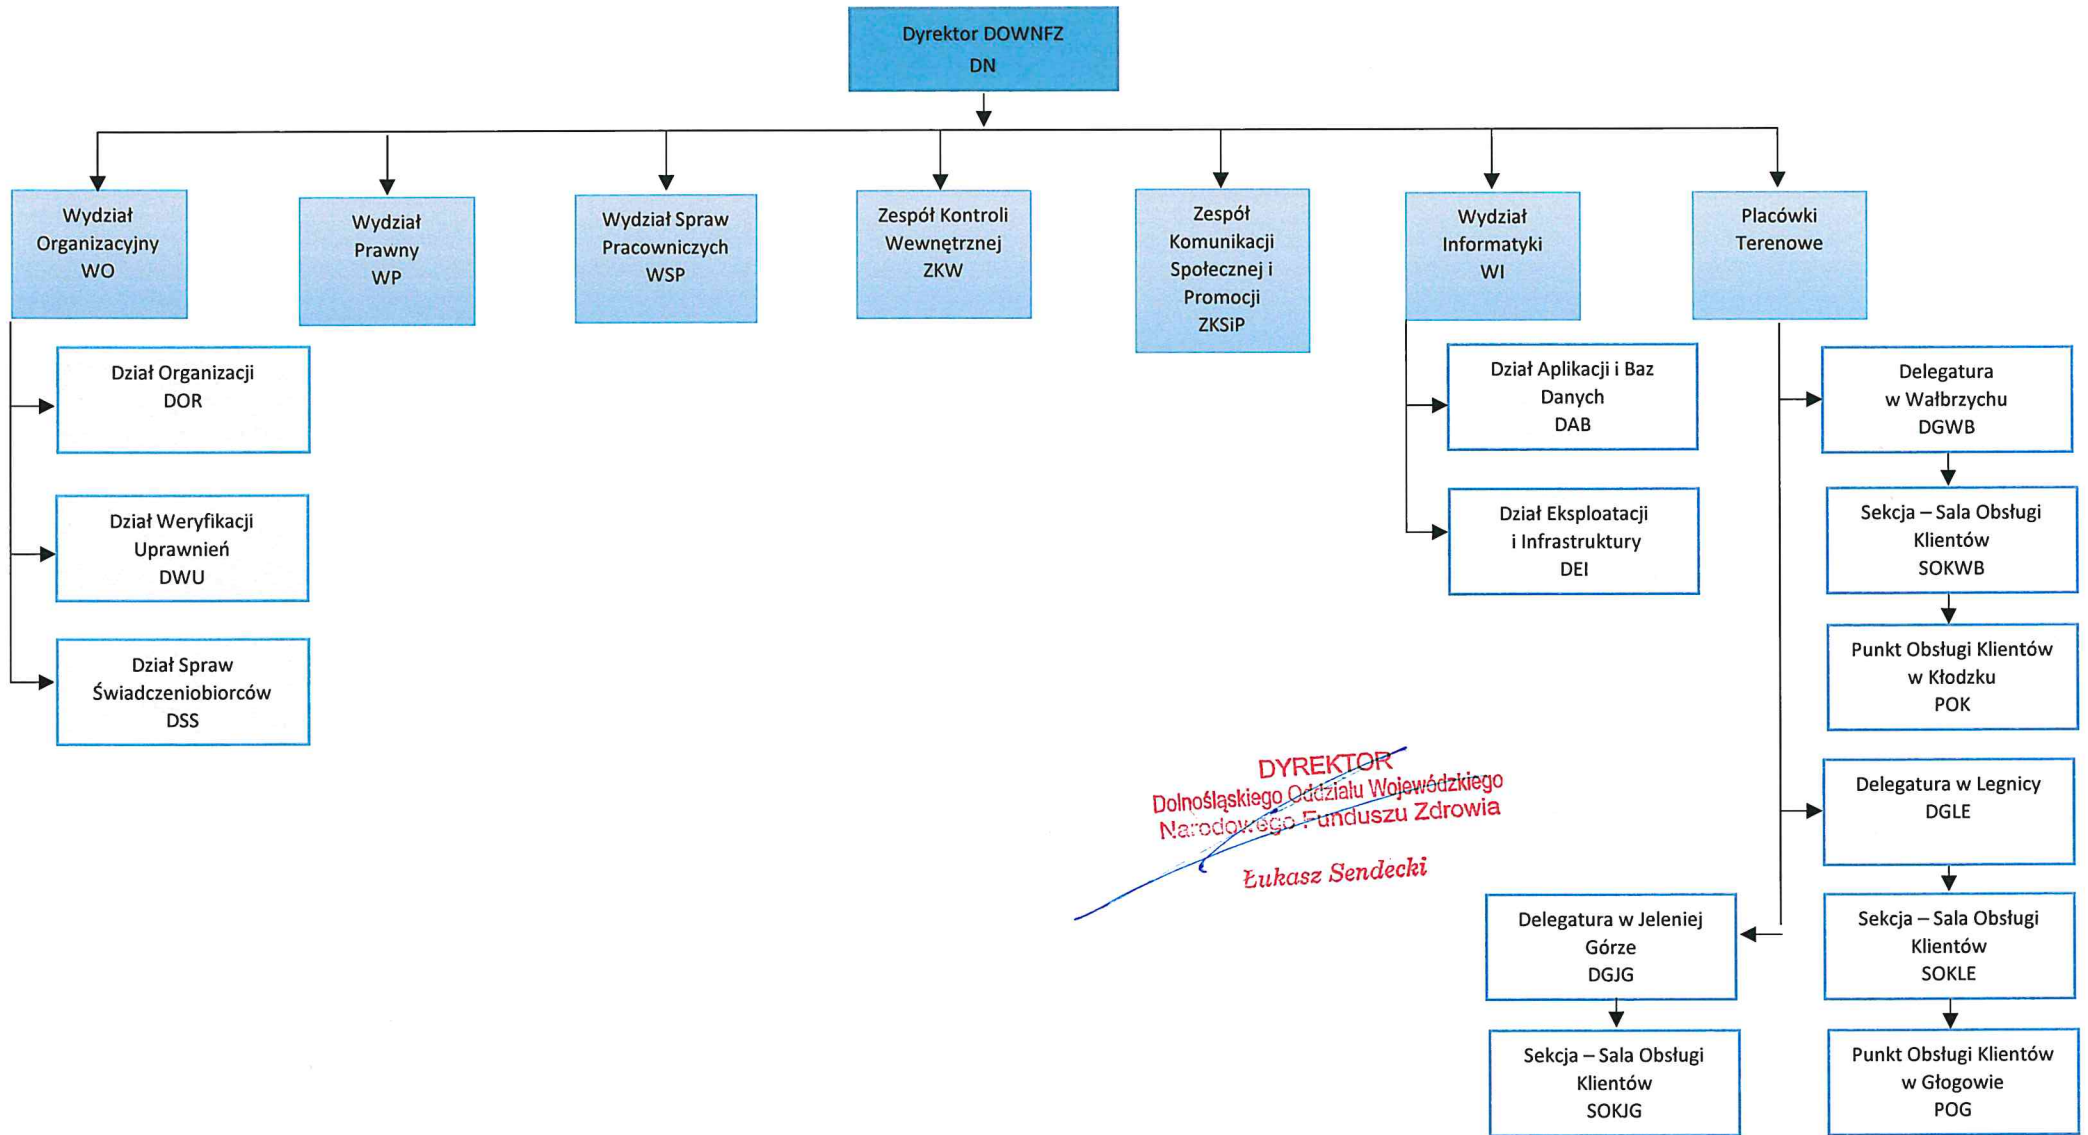 Dyrektor DOWNFZ
DN
Wydział
Organizacyjny
WO
Wydział
Prawny
WP
Wydział Spraw
Pracowniczych
WSP
Zespół Kontroli
Wewnętrznej
ZKW
Zespół
Komunikacji
Społecznej i
Promocji
ZKSiP
Wydział
Informatyki
WI
Placówki
Terenowe
Dział Organizacji
DOR
Dział Weryfikacji
Uprawnień
DWU
Dział Spraw
Świadczeniobiorców
DSS
Dział Aplikacji i Baz
Danych
DAB
Dział Eksploatacji
i Infrastruktury
DEI
Delegatura
w Wałbrzychu
DGWB
Sekcja – Sala Obsługi
Klientów
SOKWB
Punkt Obsługi Klientów
w Kłodzku
POK
Delegatura w Legnicy
DGLE
Sekcja – Sala Obsługi
Klientów
SOKLE
Punkt Obsługi Klientów
w Głogowie
POG
Delegatura w Jeleniej
Górze
DGJG
Sekcja – Sala Obsługi
Klientów
SOKJG
DYREKTOR
Dolnośląskiego Oddziału Wojewódzkiego
Narodowego Funduszu Zdrowia
Łukasz Sendecki